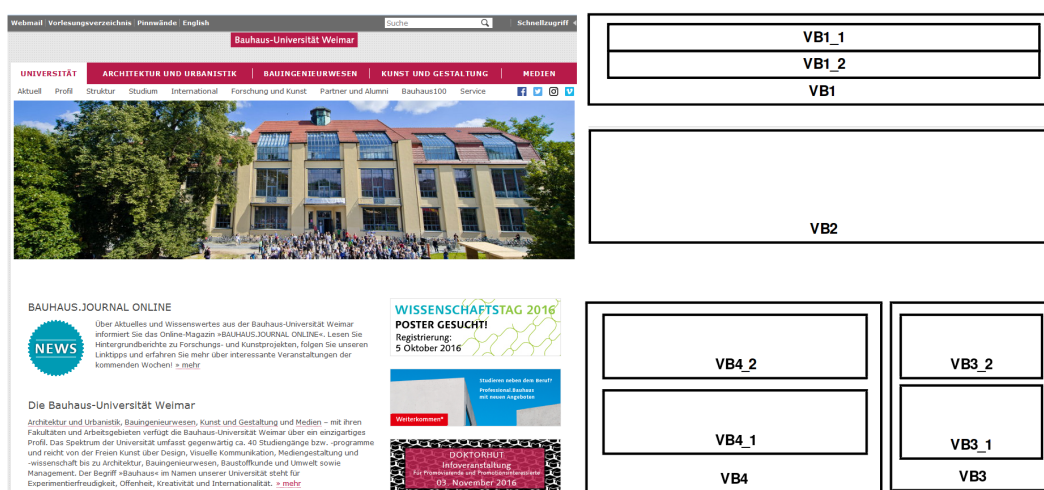 Webmail | Vorlesungsverzeichnis | Pinnwände | English
Suche
Schnellzugriff
Bauhaus-Universität Weimar
UNIVERSITÄT ARCHITEKTUR UND URBANISTIK | BAUINGENIEURWESEN | KUNST UND GESTALTUNG | MEDIEN
Aktuell Profil Struktur Studium International Forschung und Kunst Partner und Alumni Bauhaus100 Service
BAUHAUS.JOURNAL ONLINE
NEWS
Über Aktuelles und Wissenswertes aus der Bauhaus-Universität Weimar
informiert Sie das Online-Magazin »BAUHAUS.JOURNAL ONLINE«. Lesen Sie
Hintergrundberichte zu Forschungs- und Kunstprojekten, folgen Sie unseren
Linktipps und erfahren Sie mehr über interessante Veranstaltungen der
kommenden Wochen! » mehr
Die Bauhaus-Universität Weimar
Architektur und Urbanistik, Bauingenieurwesen, Kunst und Gestaltung und Medien – mit ihren
Fakultäten und Arbeitsgebieten verfügt die Bauhaus-Universität Weimar über ein einzigartiges
Profil. Das Spektrum der Universität umfasst gegenwärtig ca. 40 Studiengänge bzw. -programme
und reicht von der Freien Kunst über Design, Visuelle Kommunikation, Mediengestaltung und
-wissenschaft bis zu Architektur, Bauingenieurwesen, Baustoffkunde und Umwelt sowie
Management. Der Begriff »Bauhaus« im Namen unserer Universität steht für
Experimentierfreudigkeit, Offenheit, Kreativität und Internationalität. » mehr
WISSENSCHAFTSTAG 2016
POSTER GESUCHT!
Registrierung:
5 Oktober 2016
Studieren neben dem Beruf?
Professional.Bauhaus
mit neuen Angeboten
Weiterkommen*
DOKTORHUT
Infoveranstaltung
für Promovierende und Promotionsinteressierte
03. November 2016
VB1_1
VB1_2
VB1
VB2
VB4_2
VB4_1
VB4
VB3_2
VB3_1
VB3